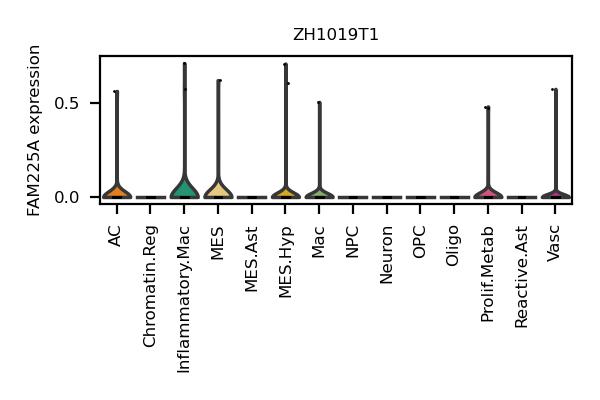 ZH1019T1
FAM225A expression
0.5
0.0
AC
Chromatin.Reg
Inflammatory.Mac
MES
MES.Ast
MES.Hyp
Mac
NPC
Neuron
OPC
Oligo
Prolif.Metab
Reactive.Ast
Vasc